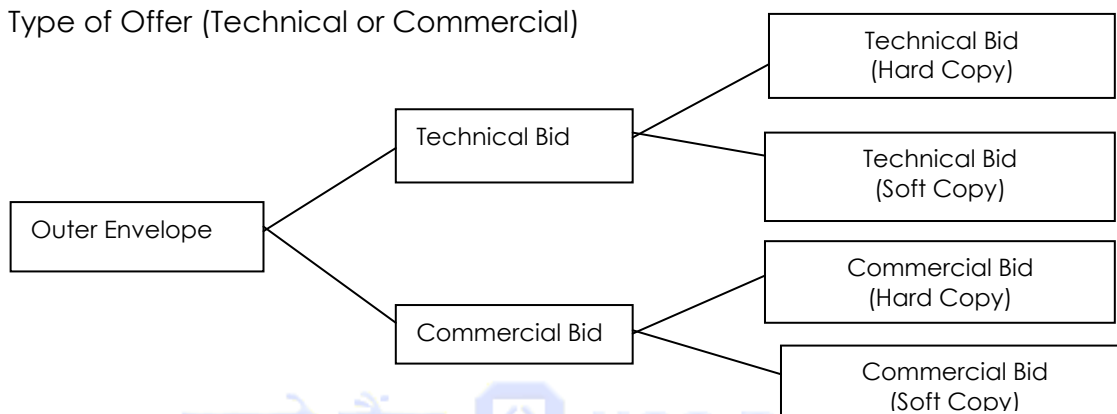 Type of Offer (Technical or Commercial)
Technical Bid
(Hard Copy)
Technical Bid
Technical Bid
(Soft Copy)
Outer Envelope
Commercial Bid
(Hard Copy)
Commercial Bid
Commercial Bid
(Soft Copy)